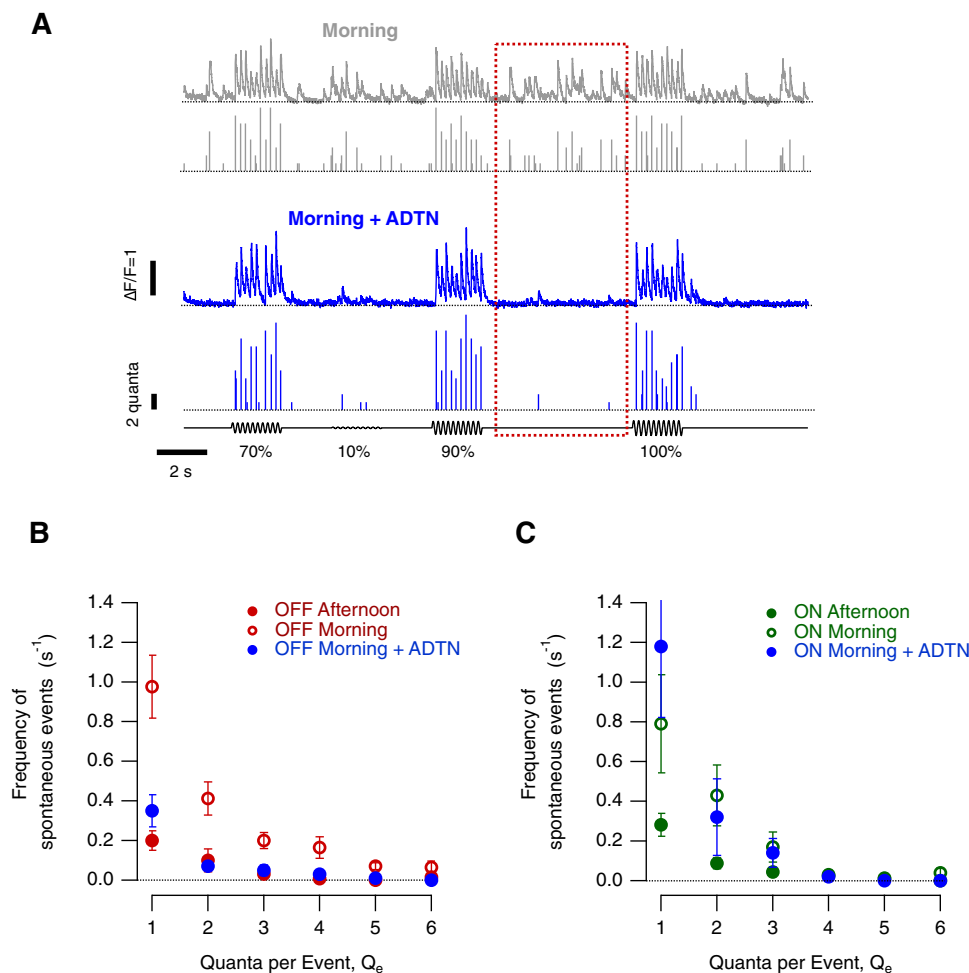 A
Morning
Morning + ADTN
ΔF/F=1
2 quanta
70%
10%
90%
100%
2 s
B
C
1.4
1.2
1.0
0.8
0.6
0.4
0.2
0.0
Frequency of
spontaneous events (s⁻¹)
OFF Afternoon
OFF Morning
OFF Morning + ADTN
1 2 3 4 5 6
Quanta per Event, Qₑ
1.4
1.2
1.0
0.8
0.6
0.4
0.2
0.0
Frequency of
spontaneous events (s⁻¹)
ON Afternoon
ON Morning
ON Morning + ADTN
1 2 3 4 5 6
Quanta per Event, Qₑ